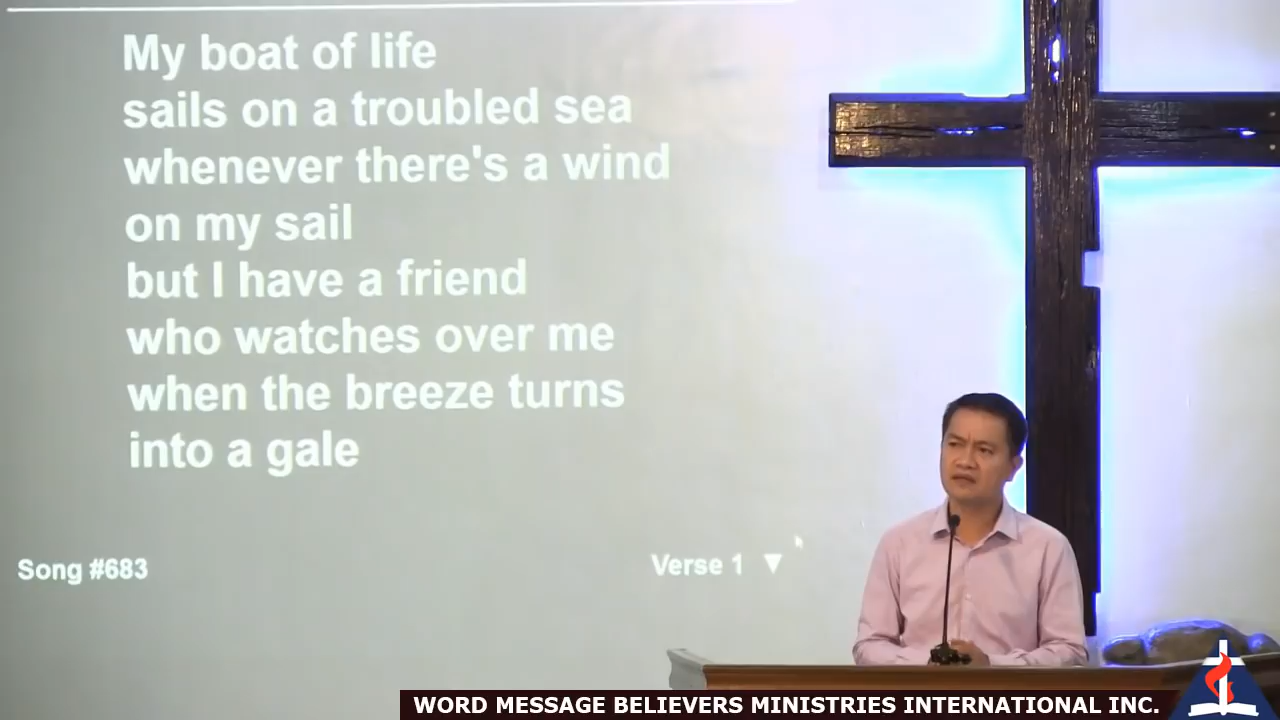 My boat of life
sails on a troubled sea
whenever there's a wind
on my sail
but I have a friend
who watches over me
when the breeze turns
into a gale
Song #683
Verse 1 ▼
WORD MESSAGE BELIEVERS MINISTRIES INTERNATIONAL INC.